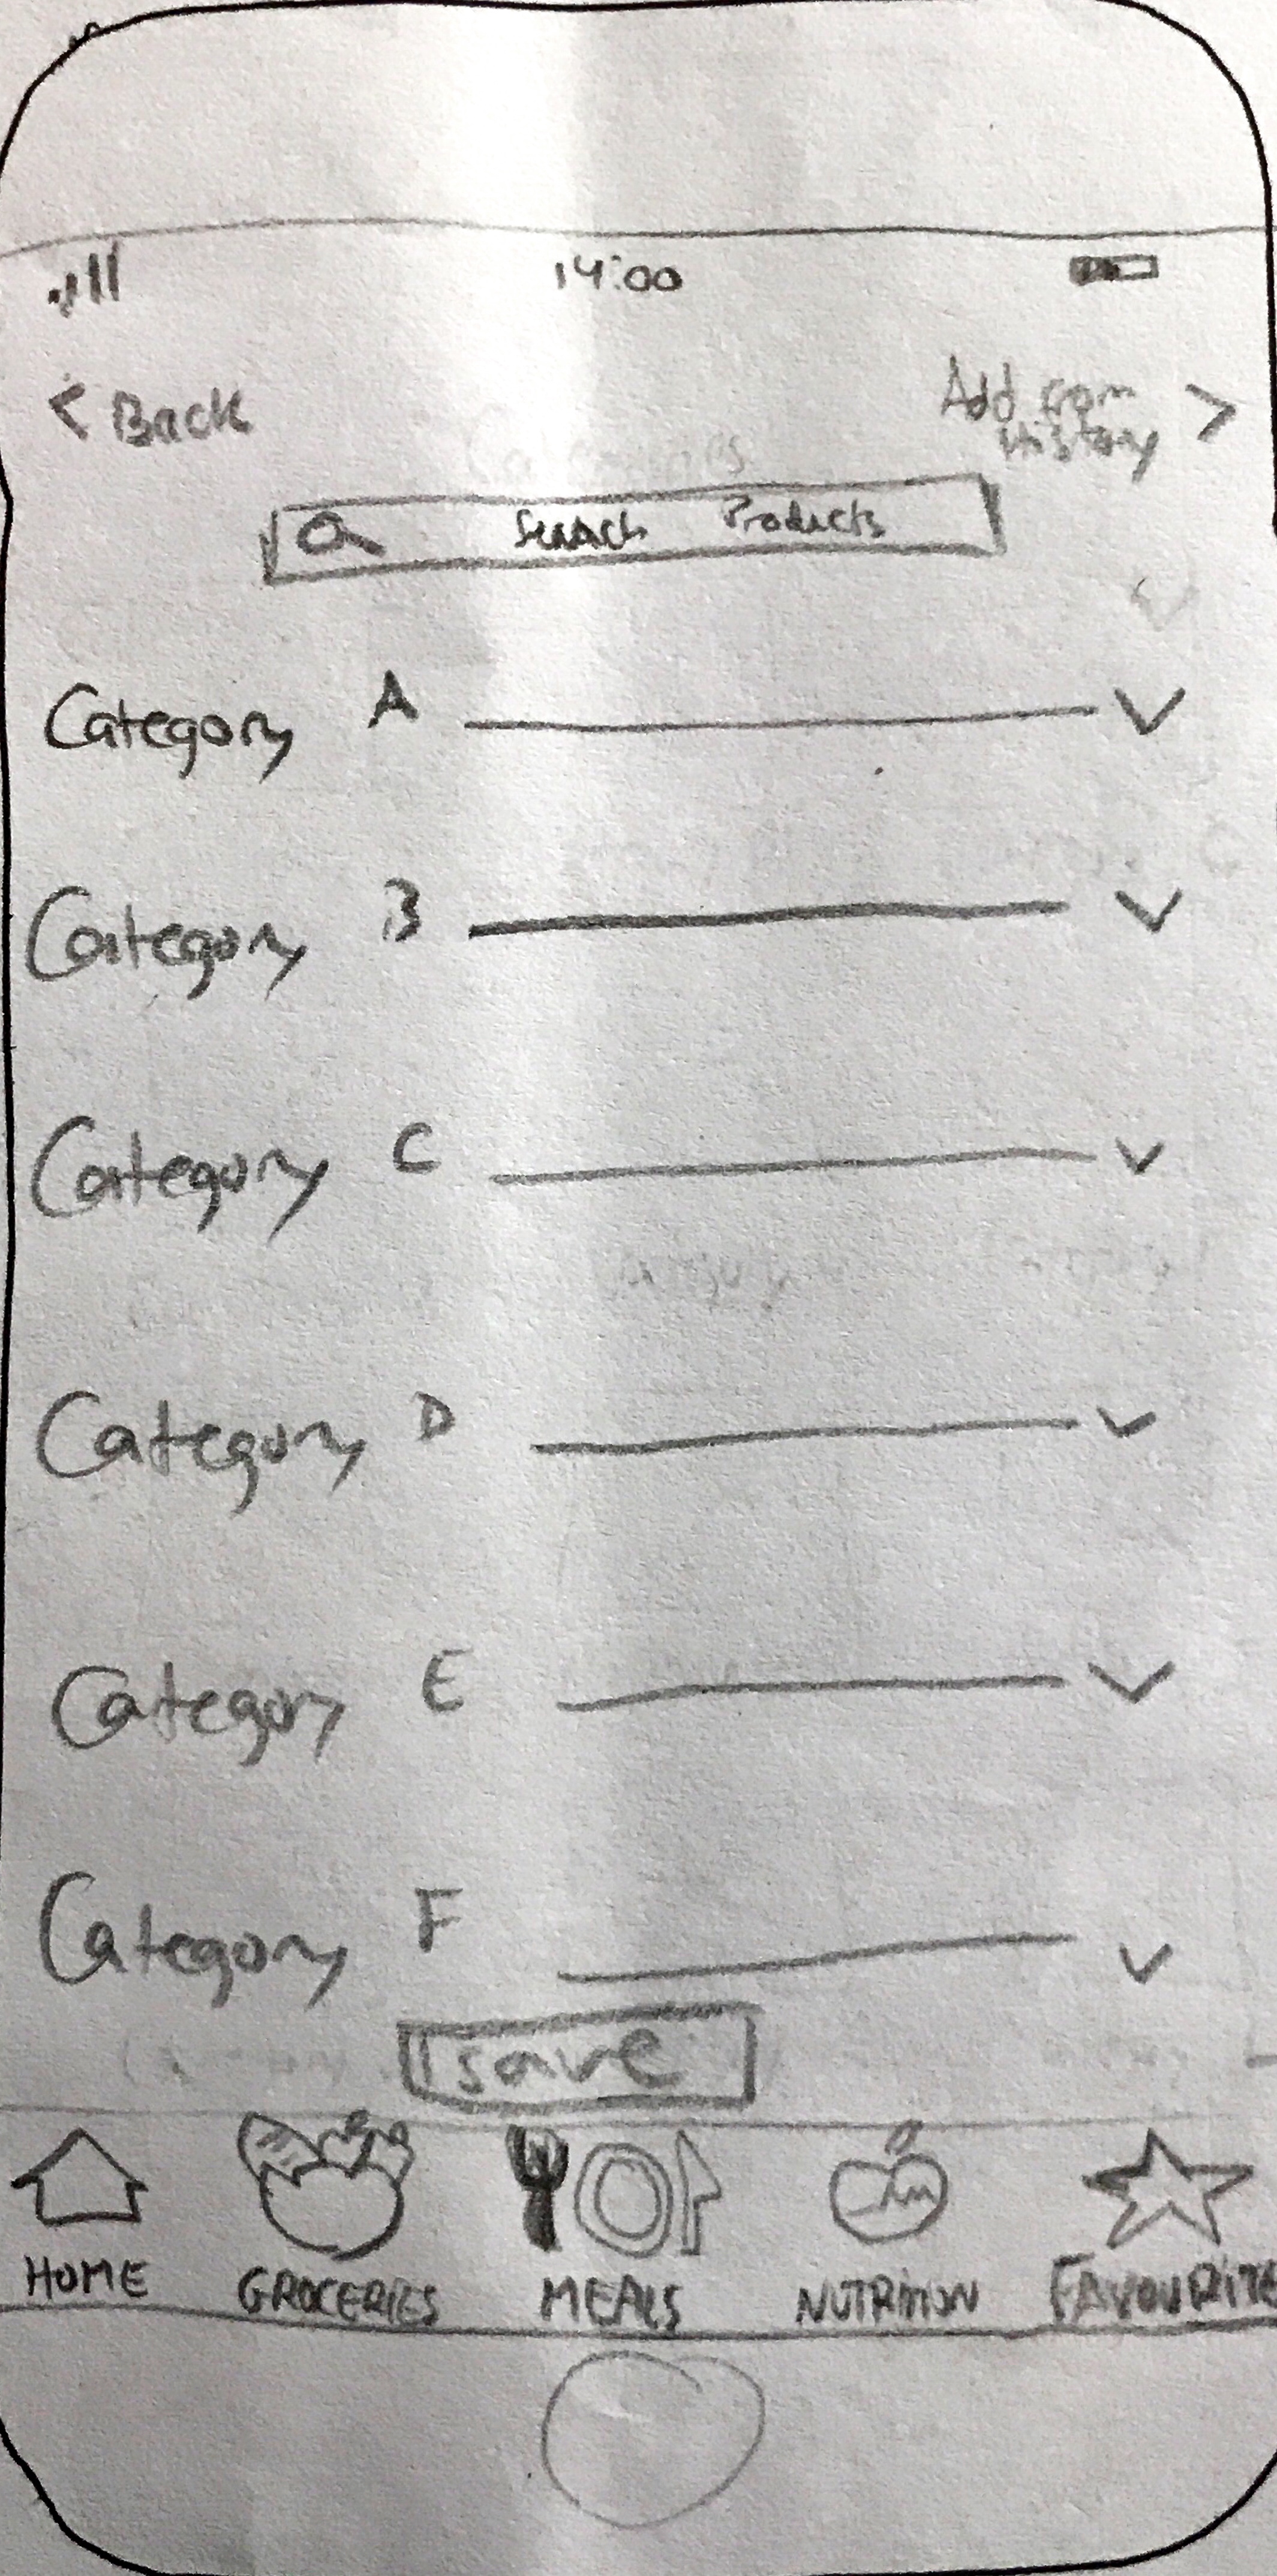 14:00
< Back
Add from
History >
Categories
Search Products
Category A
Category B
Category C
Category D
Category E
Category F
save
HOME GROCERIES MEALS NUTRITION FAVOURITE